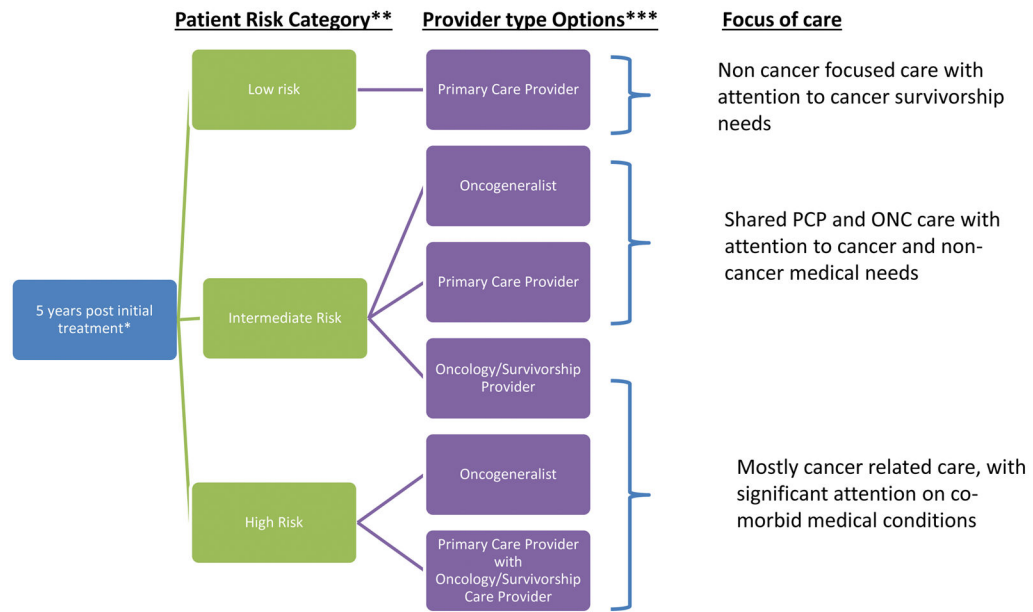 Patient Risk Category**
Provider type Options***
Focus of care
Low risk
Primary Care Provider
Non cancer focused care with
attention to cancer survivorship
needs
Oncogeneralist
Shared PCP and ONC care with
attention to cancer and non-
cancer medical needs
Primary Care Provider
5 years post initial
treatment*
Intermediate Risk
Oncology/Survivorship
Provider
Oncogeneralist
Mostly cancer related care, with
significant attention on co-
morbid medical conditions
High Risk
Primary Care Provider
with
Oncology/Survivorship
Care Provider